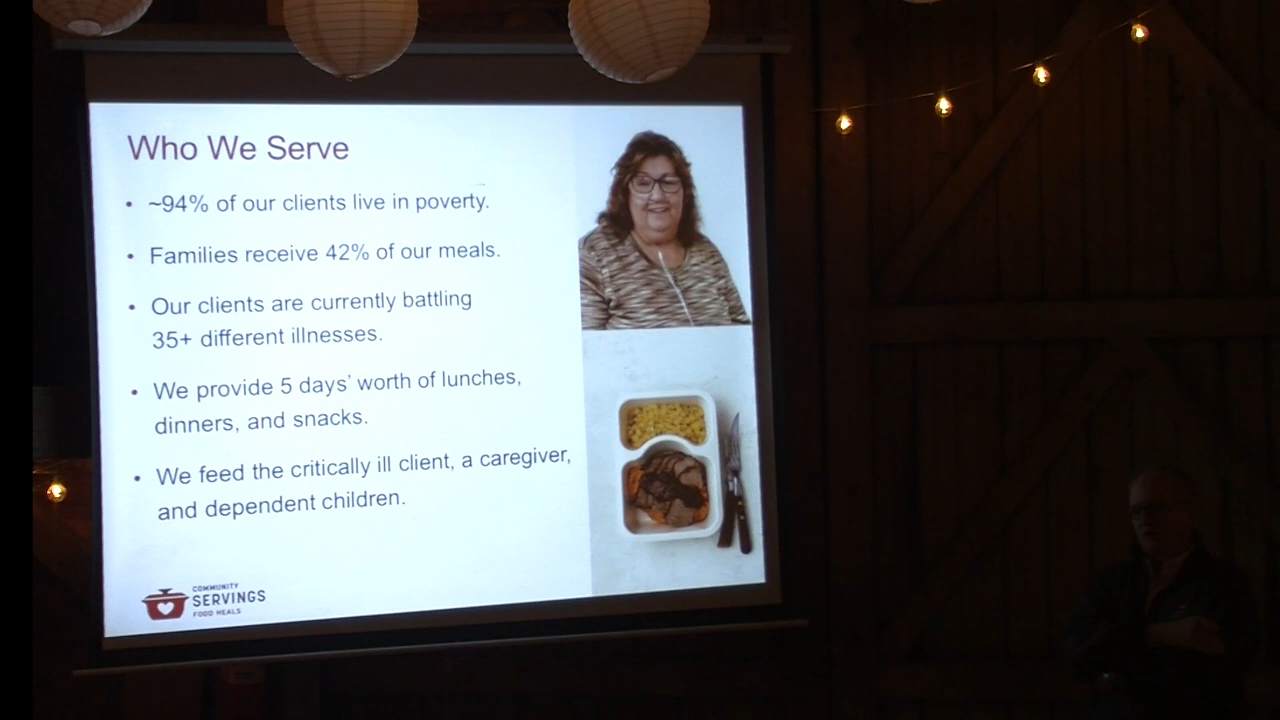 Who We Serve
• ~94% of our clients live in poverty.
• Families receive 42% of our meals.
• Our clients are currently battling
35+ different illnesses.
• We provide 5 days’ worth of lunches,
dinners, and snacks.
• We feed the critically ill client, a caregiver,
and dependent children.
COMMUNITY
SERVINGS
FOOD HEALS